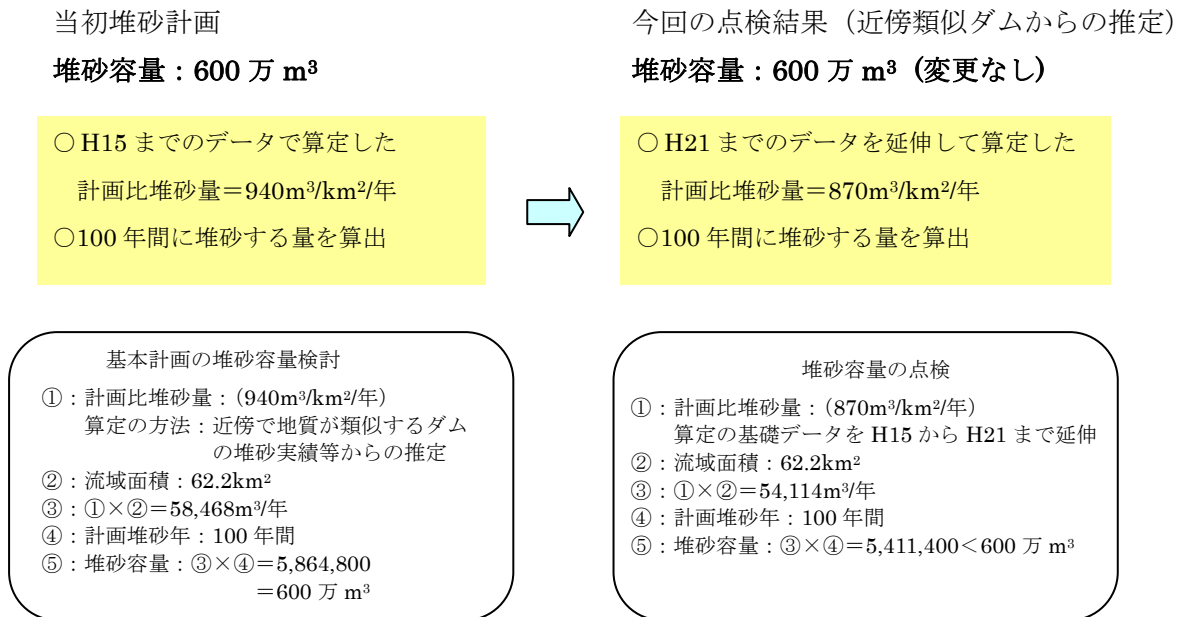 当初堆砂計画
堆砂容量：600 万 m³
○ H15 までのデータで算定した
計画比堆砂量＝940m³/km²/年
○100 年間に堆砂する量を算出
基本計画の堆砂容量検討
①：計画比堆砂量：（940m³/km²/年）
算定の方法：近傍で地質が類似するダム
の堆砂実績等からの推定
②：流域面積：62.2km²
③：①×②＝58,468m³/年
④：計画堆砂年：100 年間
⑤：堆砂容量：③×④＝5,864,800
＝600 万 m³
今回の点検結果（近傍類似ダムからの推定）
堆砂容量：600 万 m³ (変更なし)
○ H21 までのデータを延伸して算定した
計画比堆砂量＝870m³/km²/年
○100 年間に堆砂する量を算出
堆砂容量の点検
①：計画比堆砂量：（870m³/km²/年）
算定の基礎データを H15 から H21 まで延伸
②：流域面積：62.2km²
③：①×②＝54,114m³/年
④：計画堆砂年：100 年間
⑤：堆砂容量：③×④＝5,411,400＜600 万 m³